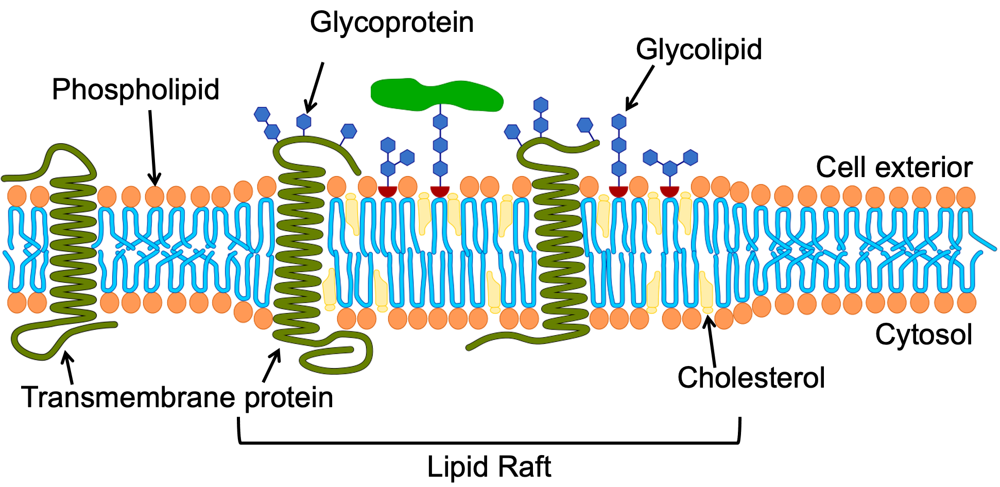 Glycoprotein
Glycolipid
Phospholipid
Cell exterior
Cytosol
Cholesterol
Transmembrane protein
Lipid Raft